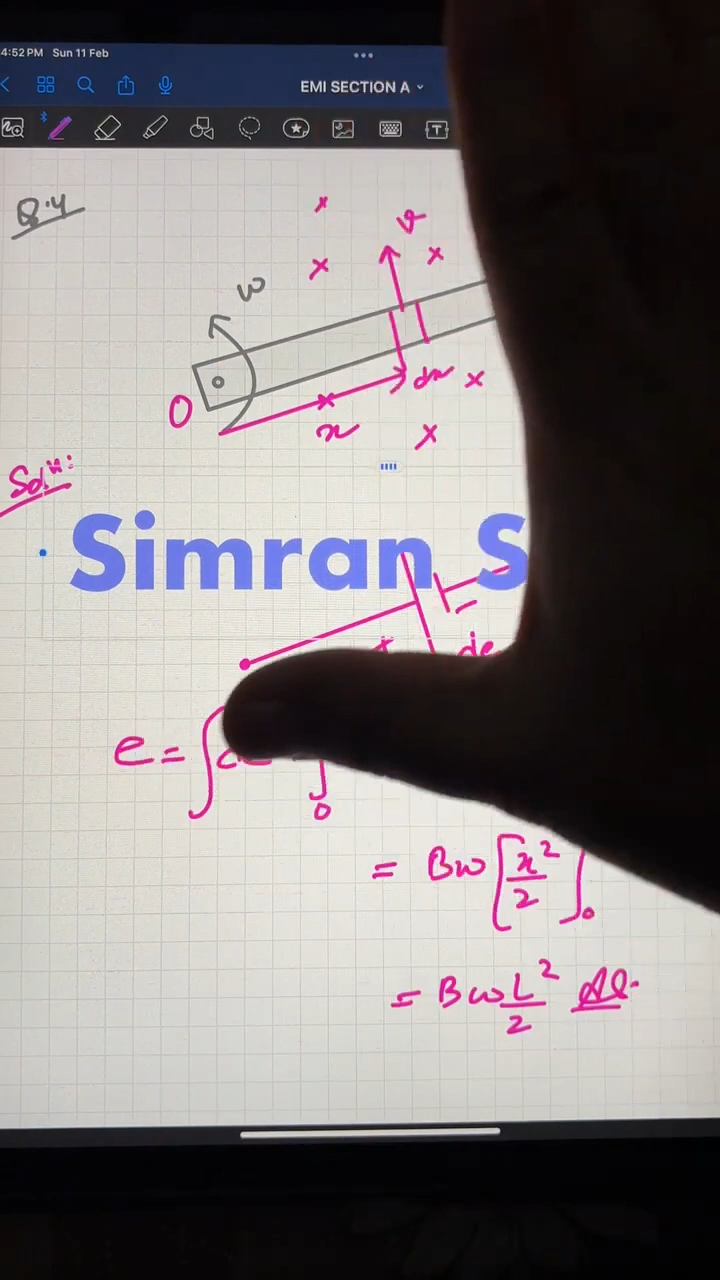 4:52 PM Sun 11 Feb
EMI SECTION A
Q.4
ω
v
O
x
dx
Sol⁠ⁿ:
Simran S
e = ∫
0
= Bω [x²/2]₀
= BωL²/2 Ans.